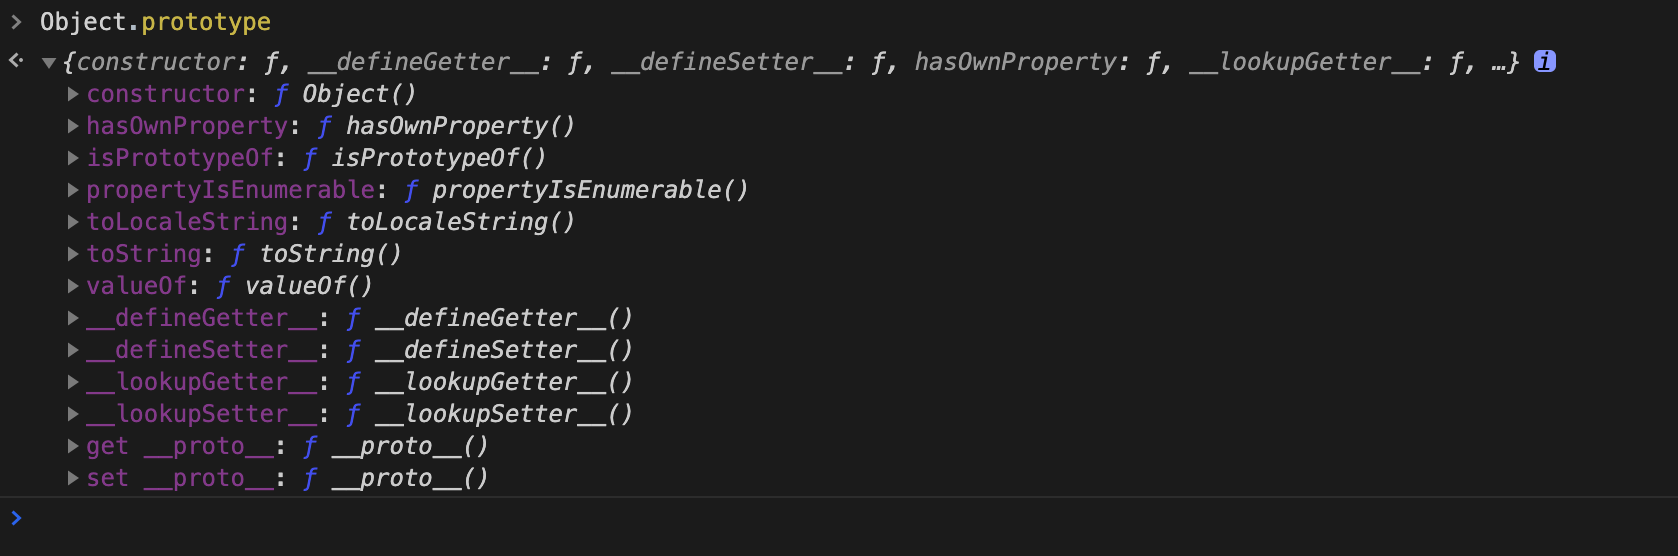 > Object.prototype
{constructor: ƒ, __defineGetter__: ƒ, __defineSetter__: ƒ, hasOwnProperty: ƒ, __lookupGetter__: ƒ, …} i
constructor: ƒ Object()
hasOwnProperty: ƒ hasOwnProperty()
isPrototypeOf: ƒ isPrototypeOf()
propertyIsEnumerable: ƒ propertyIsEnumerable()
toLocaleString: ƒ toLocaleString()
toString: ƒ toString()
valueOf: ƒ valueOf()
__defineGetter__: ƒ __defineGetter__()
__defineSetter__: ƒ __defineSetter__()
__lookupGetter__: ƒ __lookupGetter__()
__lookupSetter__: ƒ __lookupSetter__()
get __proto__: ƒ __proto__()
set __proto__: ƒ __proto__()
>